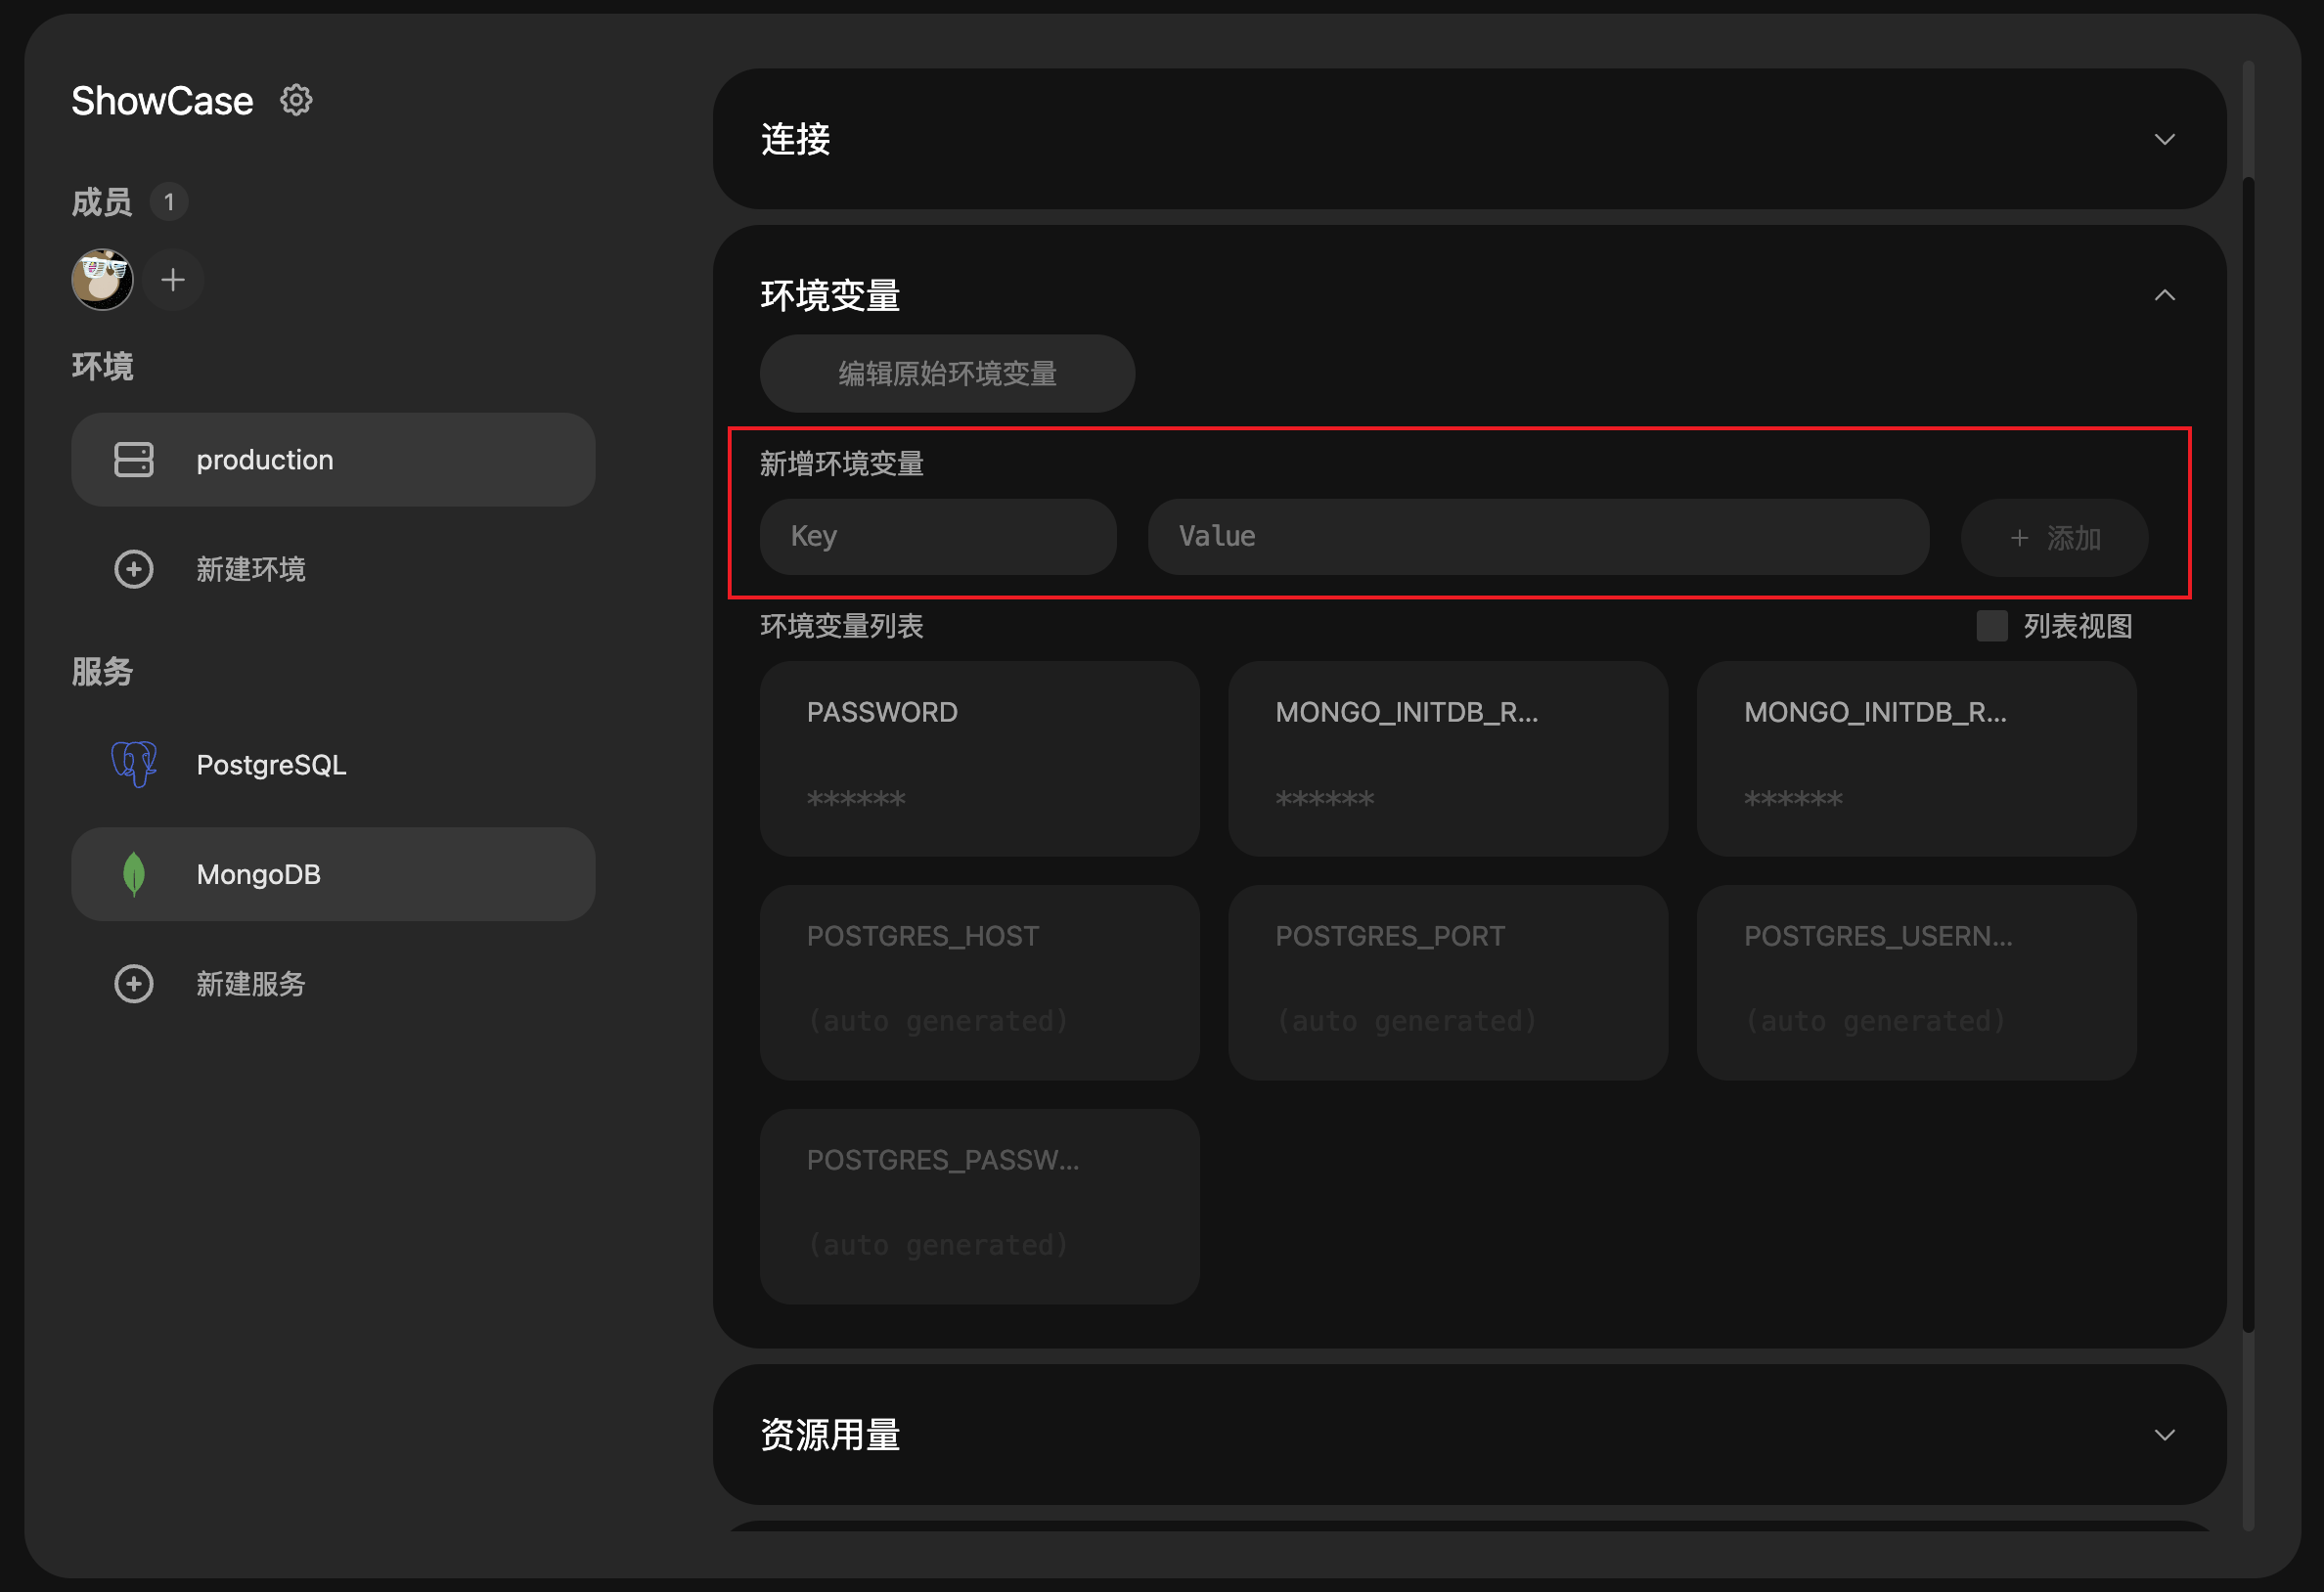 ShowCase
成员 1
环境
production
新建环境
服务
PostgreSQL
MongoDB
新建服务
连接
环境变量
编辑原始环境变量
新增环境变量
Key Value + 添加
环境变量列表 列表视图
PASSWORD MONGO_INITDB_R... MONGO_INITDB_R...
****** ****** ******
POSTGRES_HOST POSTGRES_PORT POSTGRES_USERN...
(auto generated) (auto generated) (auto generated)
POSTGRES_PASSW...
(auto generated)
资源用量